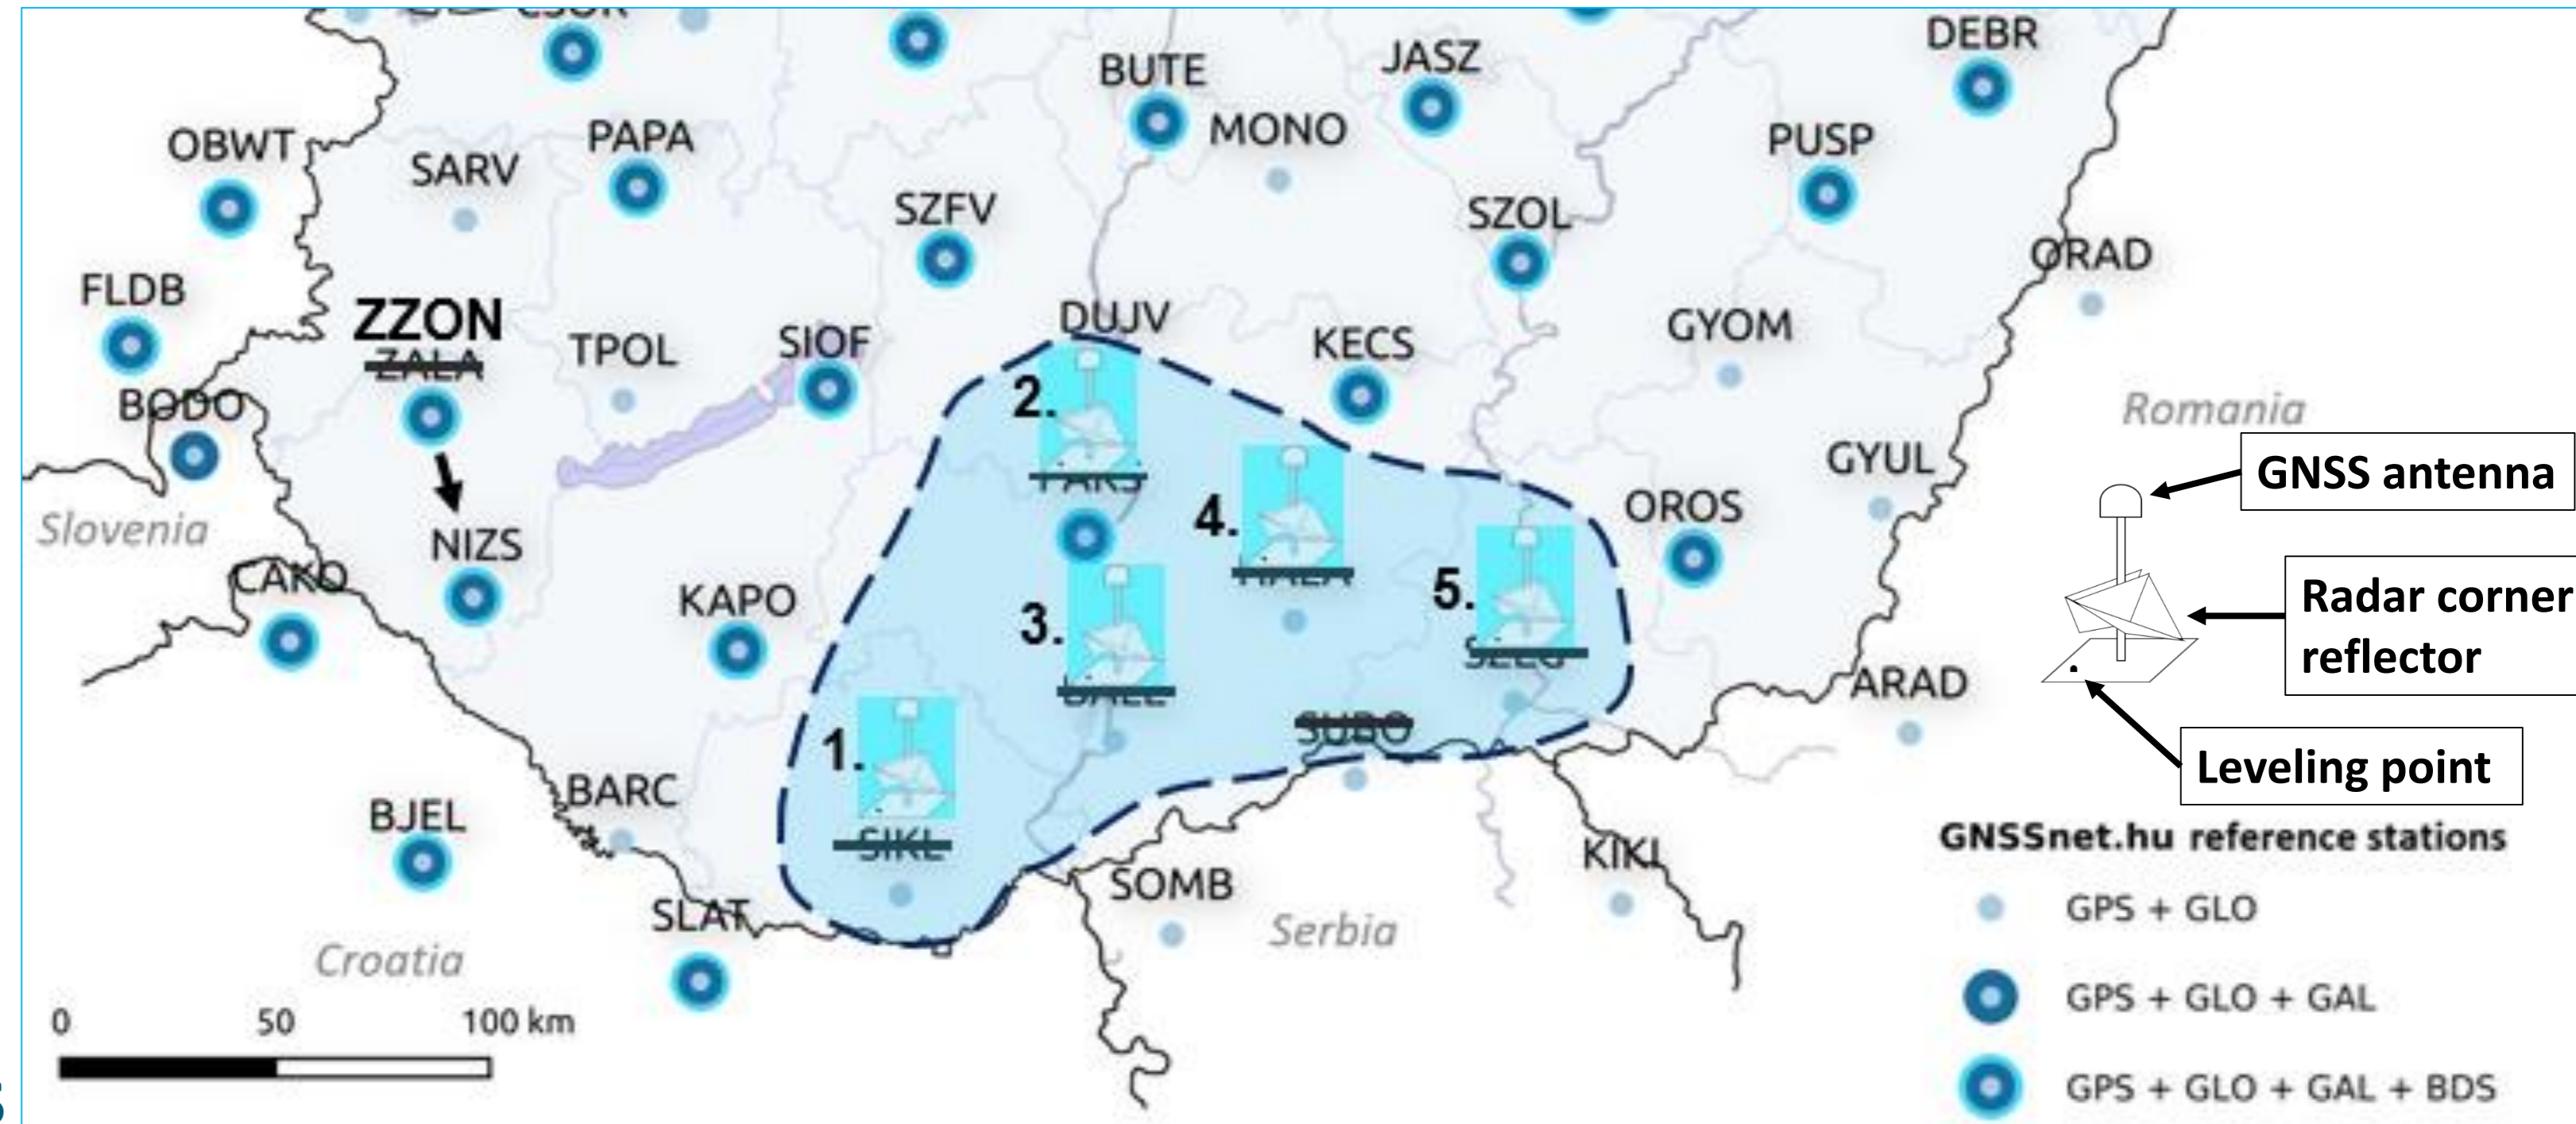 DEBR
BUTE
JASZ
MONO
PUSP
OBWT
PAPA
SARV
SZFV
SZOL
ORAD
FLDB
ZZON
ZALA
TPOL
SIOF
DUJV
KECS
GYOM
BODO
2.
Romania
GYUL
GNSS antenna
4.
OROS
Slovenia
NIZS
CAKO
KAPO
3.
5.
Radar corner
reflector
ARAD
1.
SUBO
Leveling point
BARC
BJEL
SIKL
KIKI
SOMB
SLAT
Serbia
Croatia
GNSSnet.hu reference stations
GPS + GLO
GPS + GLO + GAL
GPS + GLO + GAL + BDS
0 50 100 km